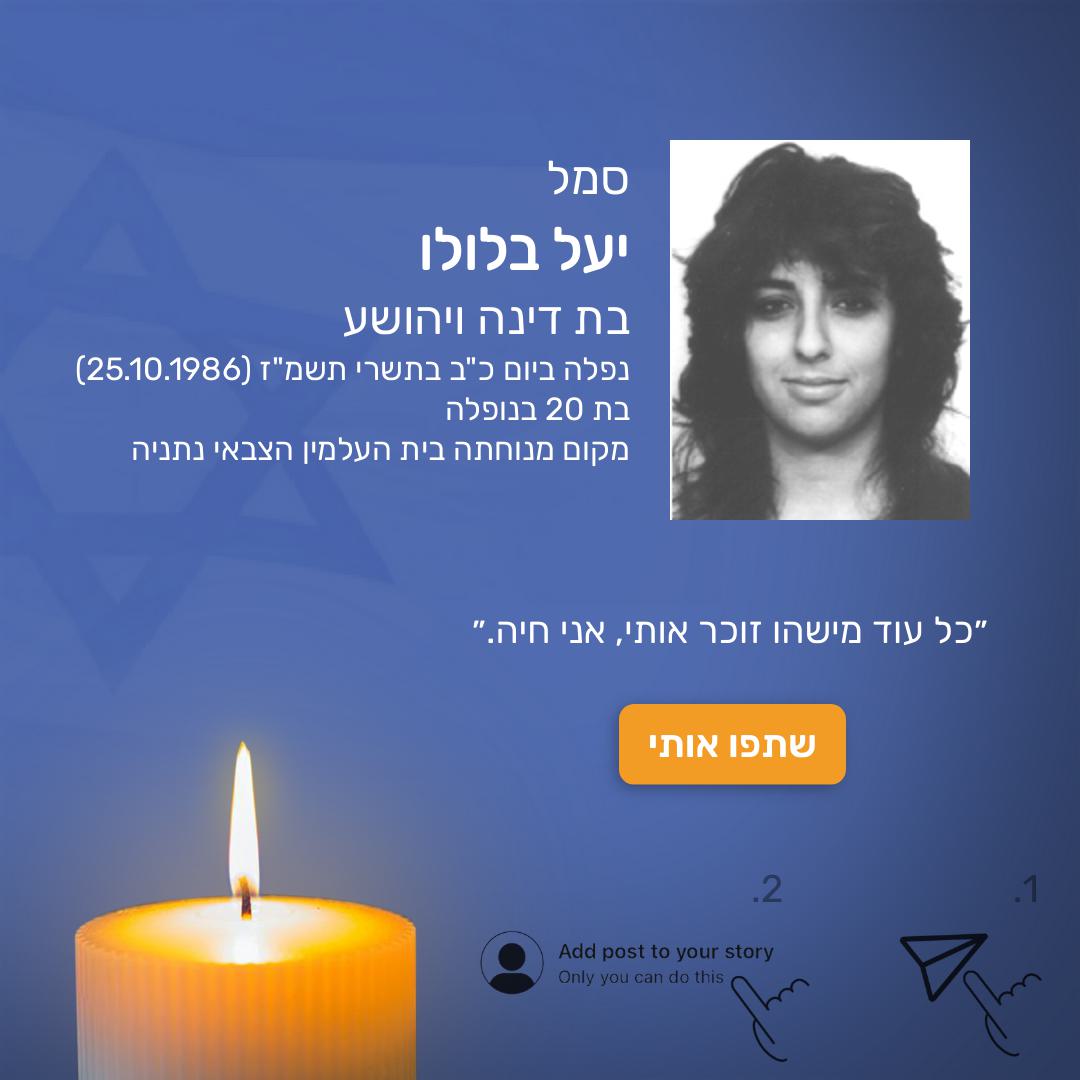 סמל
יעל בלולו
בת דינה ויהושע
נפלה ביום כ"ב בתשרי תשמ"ז (25.10.1986)
בת 20 בנופלה
מקום מנוחתה בית העלמין הצבאי נתניה
״כל עוד מישהו זוכר אותי, אני חיה.״
שתפו אותי
.1
.2
Add post to your story
Only you can do this